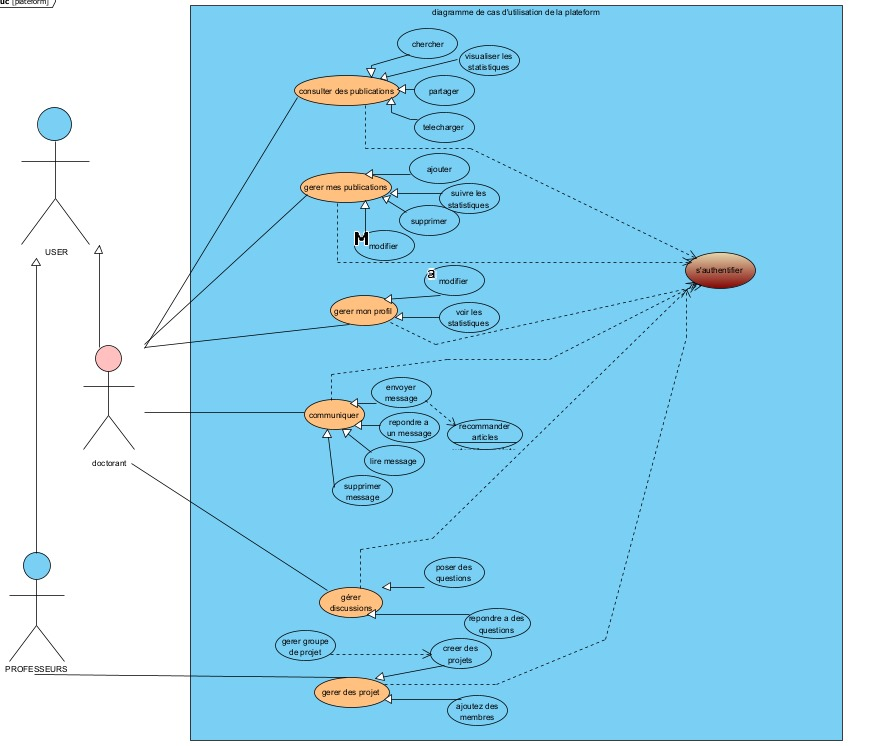 uc [plateform]
diagramme de cas d'utilisation de la plateform
chercher
visualiser les
statistiques
consulter des publications
partager
telecharger
ajouter
gerer mes publications
suivre les
statistiques
supprimer
M
modifier
USER
s'authentifier
a
modifier
gerer mon profil
voir les
statistiques
envoyer
message
communiquer
repondre a
un message
recommander
articles
lire message
doctorant
supprimer
message
poser des
questions
gérer
discussions
repondre a des
questions
gerer groupe
de projet
creer des
projets
PROFESSEURS
gerer des projet
ajoutez des
membres